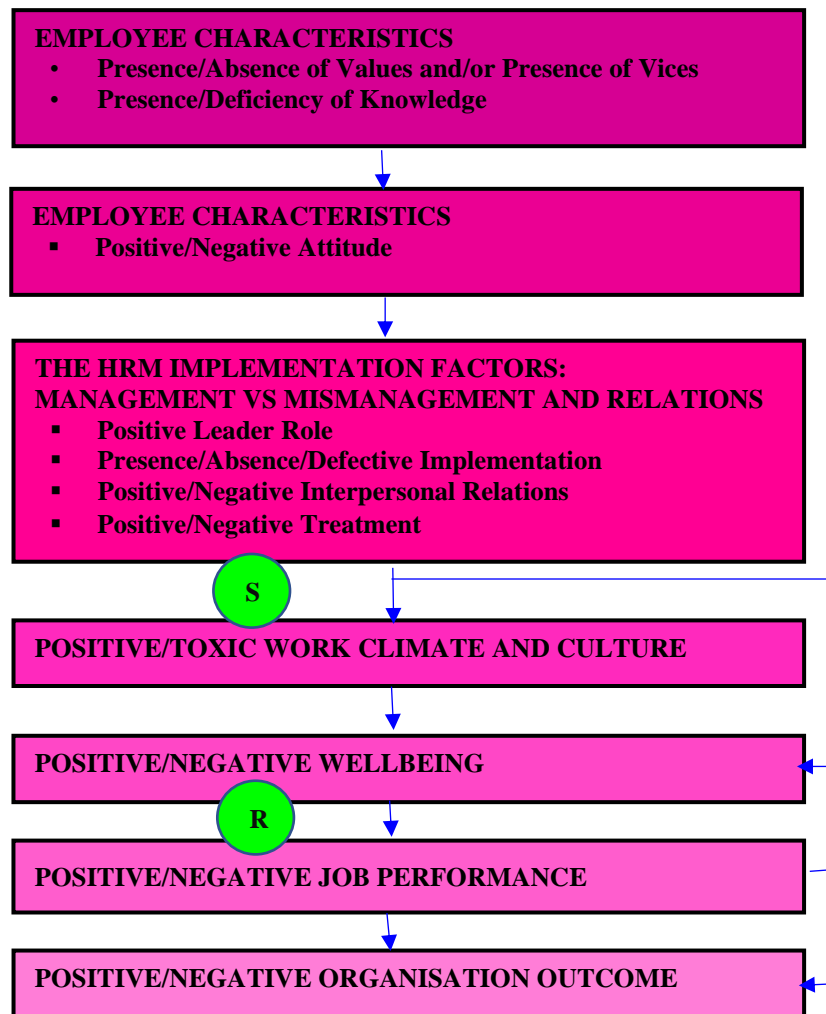 EMPLOYEE CHARACTERISTICS
• Presence/Absence of Values and/or Presence of Vices
• Presence/Deficiency of Knowledge
EMPLOYEE CHARACTERISTICS
▪ Positive/Negative Attitude
THE HRM IMPLEMENTATION FACTORS:
MANAGEMENT VS MISMANAGEMENT AND RELATIONS
▪ Positive Leader Role
▪ Presence/Absence/Defective Implementation
▪ Positive/Negative Interpersonal Relations
▪ Positive/Negative Treatment
S
POSITIVE/TOXIC WORK CLIMATE AND CULTURE
POSITIVE/NEGATIVE WELLBEING
R
POSITIVE/NEGATIVE JOB PERFORMANCE
POSITIVE/NEGATIVE ORGANISATION OUTCOME